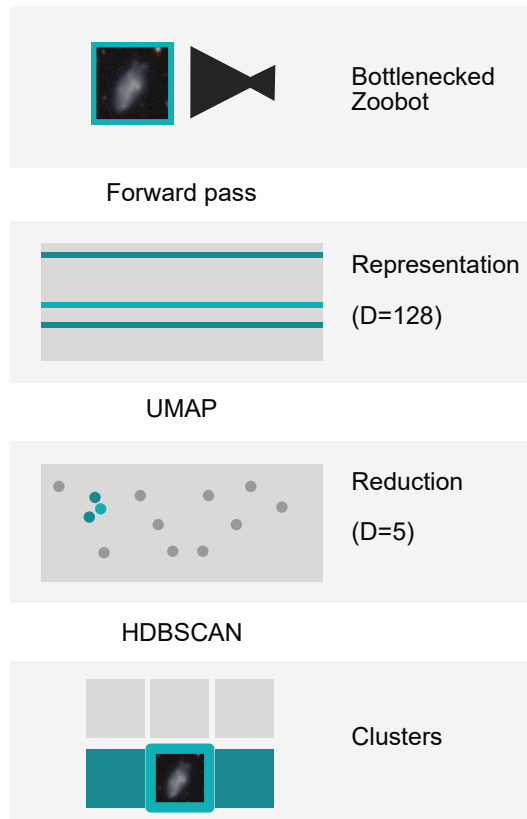 Bottlenecked
Zoobot
Forward pass
Representation
(D=128)
UMAP
Reduction
(D=5)
HDBSCAN
Clusters